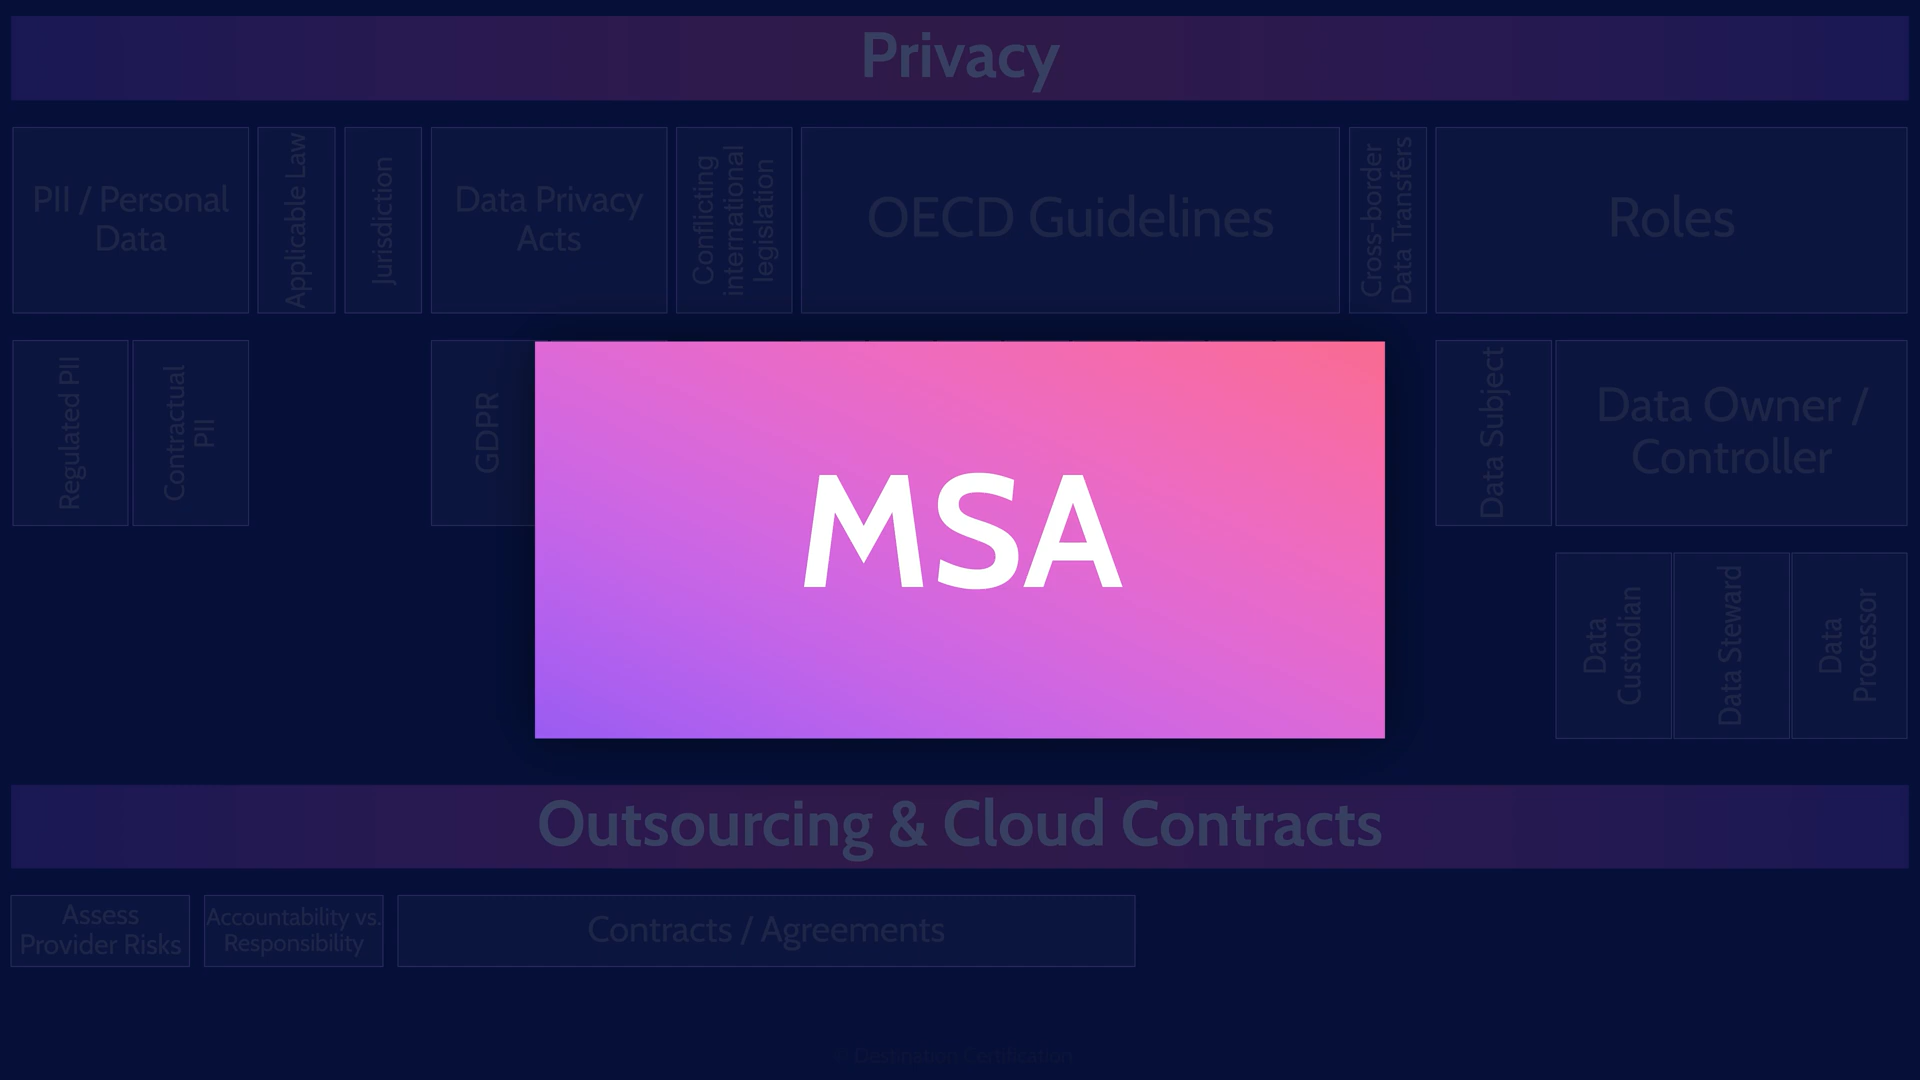 Privacy
PII / Personal
Data
Applicable Law
Jurisdiction
Data Privacy
Acts
Conflicting
international
legislation
OECD Guidelines
Cross-border
Data Transfers
Roles
Regulated PII
Contractual
PII
GDPR
MSA
Data Subject
Data Owner /
Controller
Data
Custodian
Data Steward
Data
Processor
Outsourcing & Cloud Contracts
Assess
Provider Risks
Accountability vs.
Responsibility
Contracts / Agreements
© Destination Certification